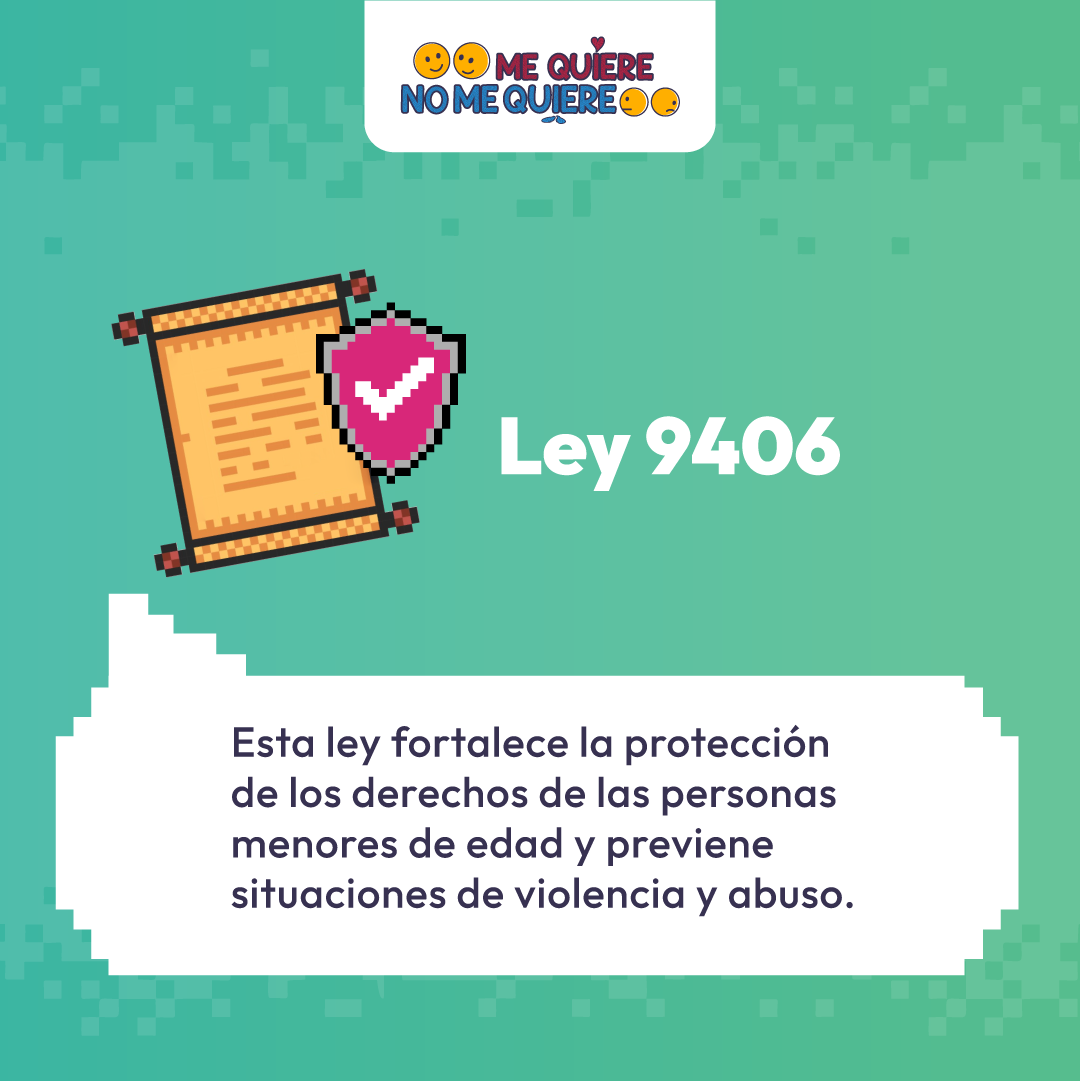 ME QUIERE
NO ME QUIERE
Ley 9406
Esta ley fortalece la protección
de los derechos de las personas
menores de edad y previene
situaciones de violencia y abuso.